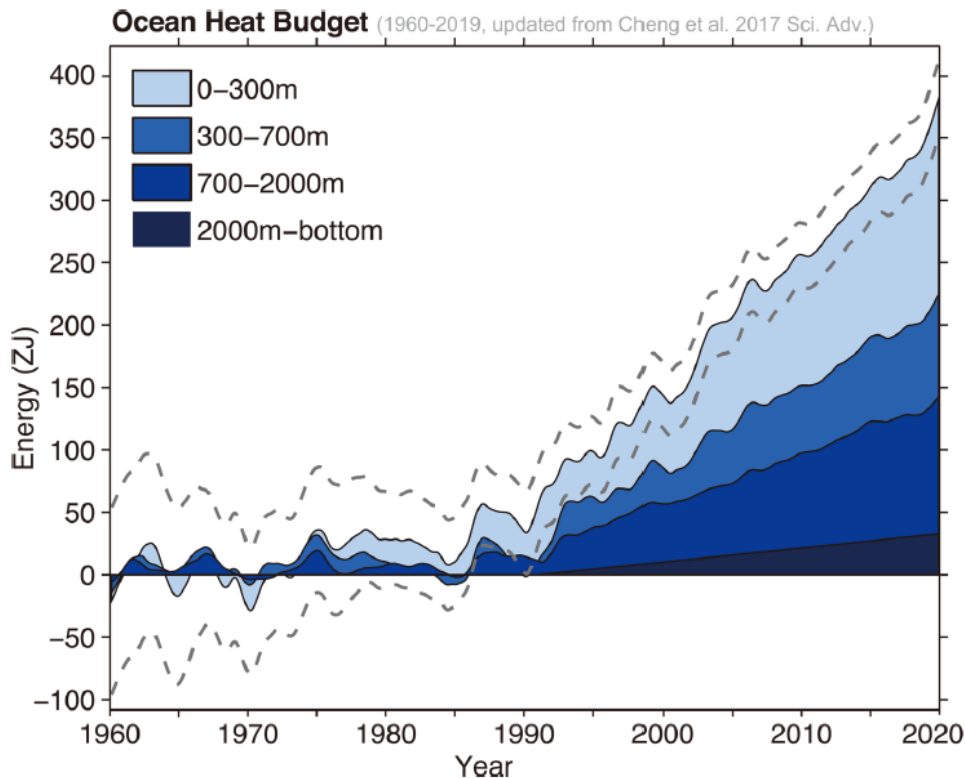 Ocean Heat Budget (1960-2019, updated from Cheng et al. 2017 Sci. Adv.)
0−300m
300−700m
700−2000m
2000m−bottom
400
350
300
250
200
150
100
50
0
−50
−100
Energy (ZJ)
1960 1970 1980 1990 2000 2010 2020
Year